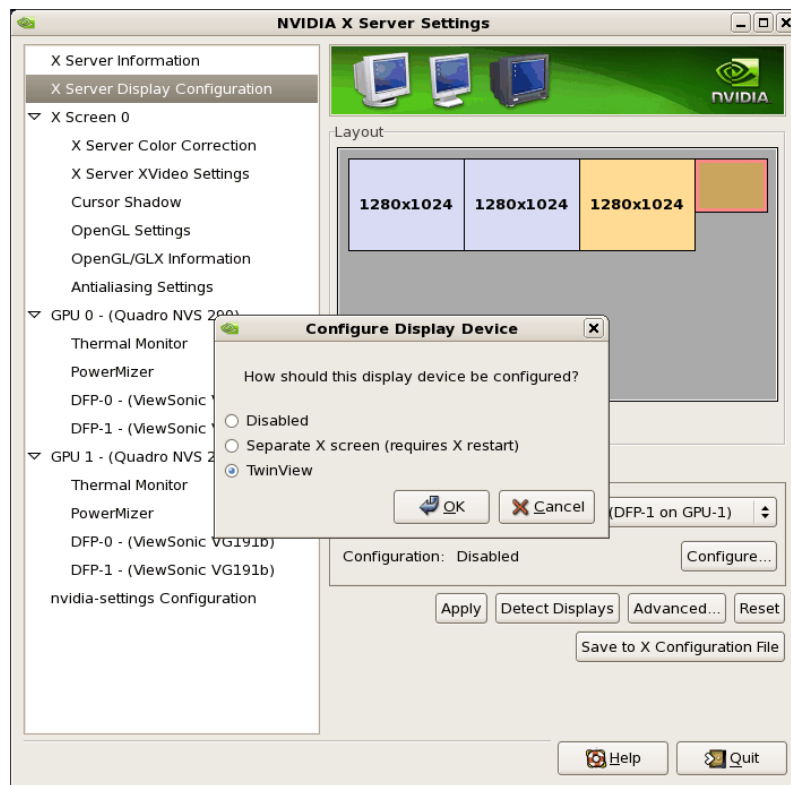 NVIDIA X Server Settings
X Server Information
X Server Display Configuration
X Screen 0
X Server Color Correction
X Server XVideo Settings
Cursor Shadow
OpenGL Settings
OpenGL/GLX Information
Antialiasing Settings
GPU 0 - (Quadro NVS 290)
Thermal Monitor
PowerMizer
DFP-0 - (ViewSonic
DFP-1 - (ViewSonic
GPU 1 - (Quadro NVS 2
Thermal Monitor
PowerMizer
DFP-0 - (ViewSonic VG191b)
DFP-1 - (ViewSonic VG191b)
nvidia-settings Configuration
NVIDIA
Layout
1280x1024 1280x1024 1280x1024
Configure Display Device
How should this display device be configured?
Disabled
Separate X screen (requires X restart)
TwinView
OK Cancel
(DFP-1 on GPU-1)
Configuration: Disabled Configure...
Apply Detect Displays Advanced... Reset
Save to X Configuration File
Help Quit